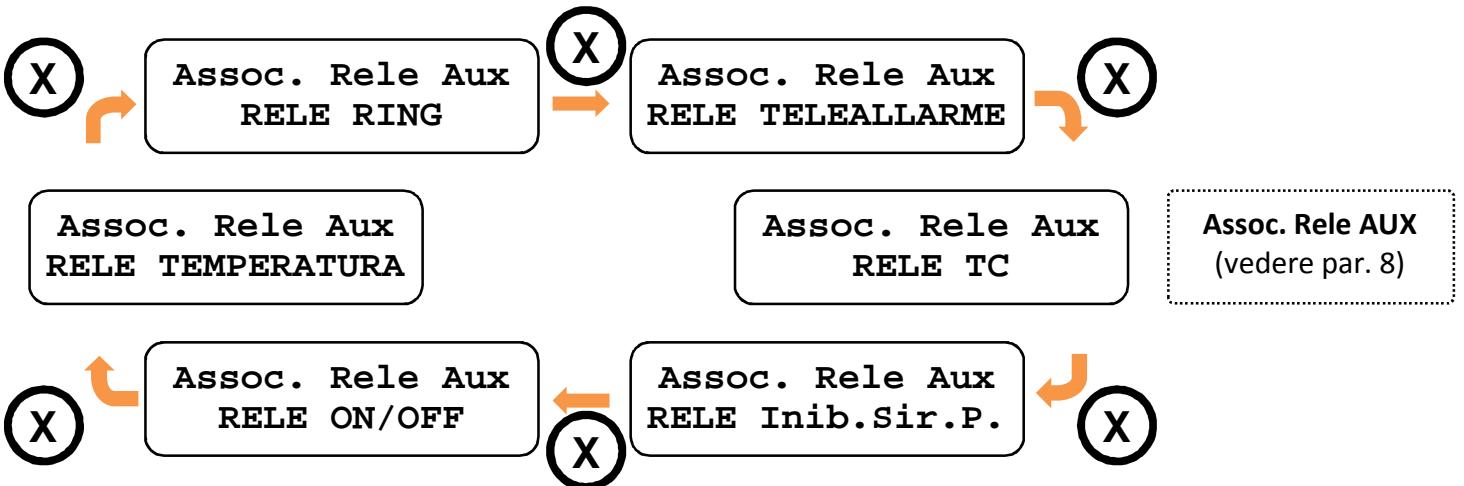 X
Assoc. Rele Aux
RELE RING
X
Assoc. Rele Aux
RELE TELEALLARME
X
Assoc. Rele Aux
RELE TEMPERATURA
Assoc. Rele Aux
RELE TC
Assoc. Rele AUX
(vedere par. 8)
X
Assoc. Rele Aux
RELE ON/OFF
X
Assoc. Rele Aux
RELE Inib.Sir.P.
X